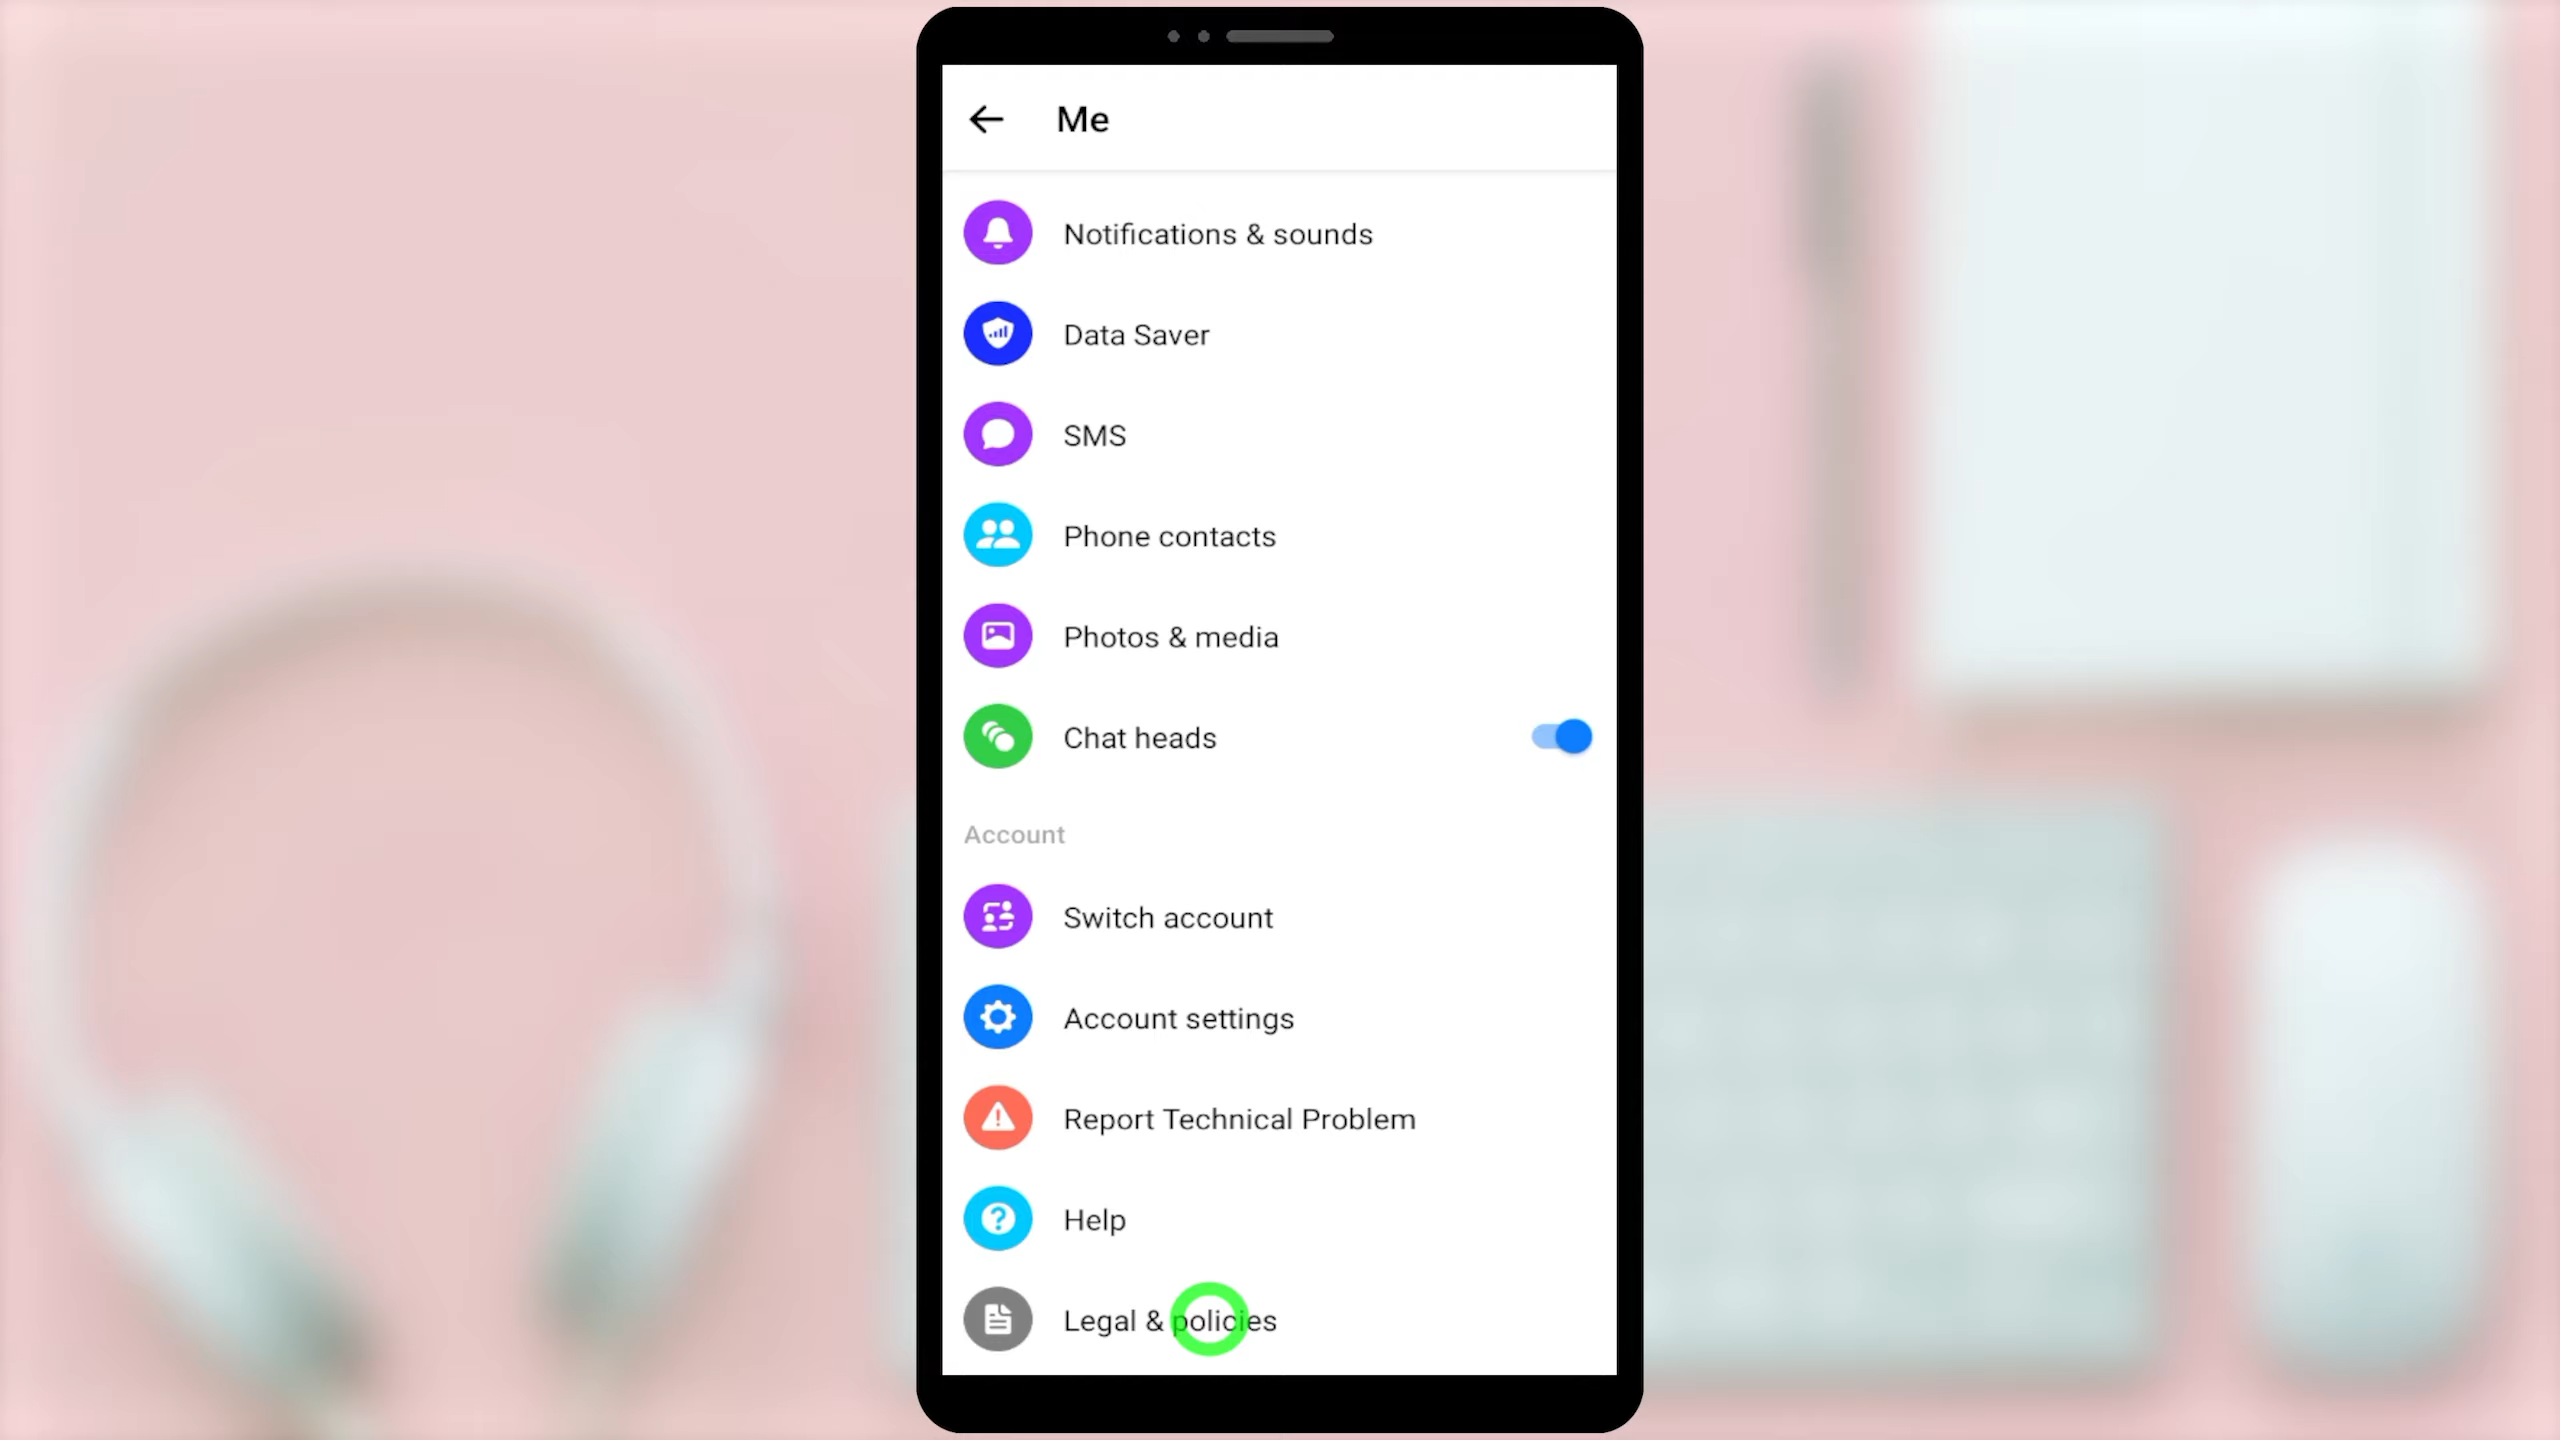 Me
Notifications & sounds
Data Saver
SMS
Phone contacts
Photos & media
Chat heads
Account
Switch account
Account settings
Report Technical Problem
Help
Legal & policies